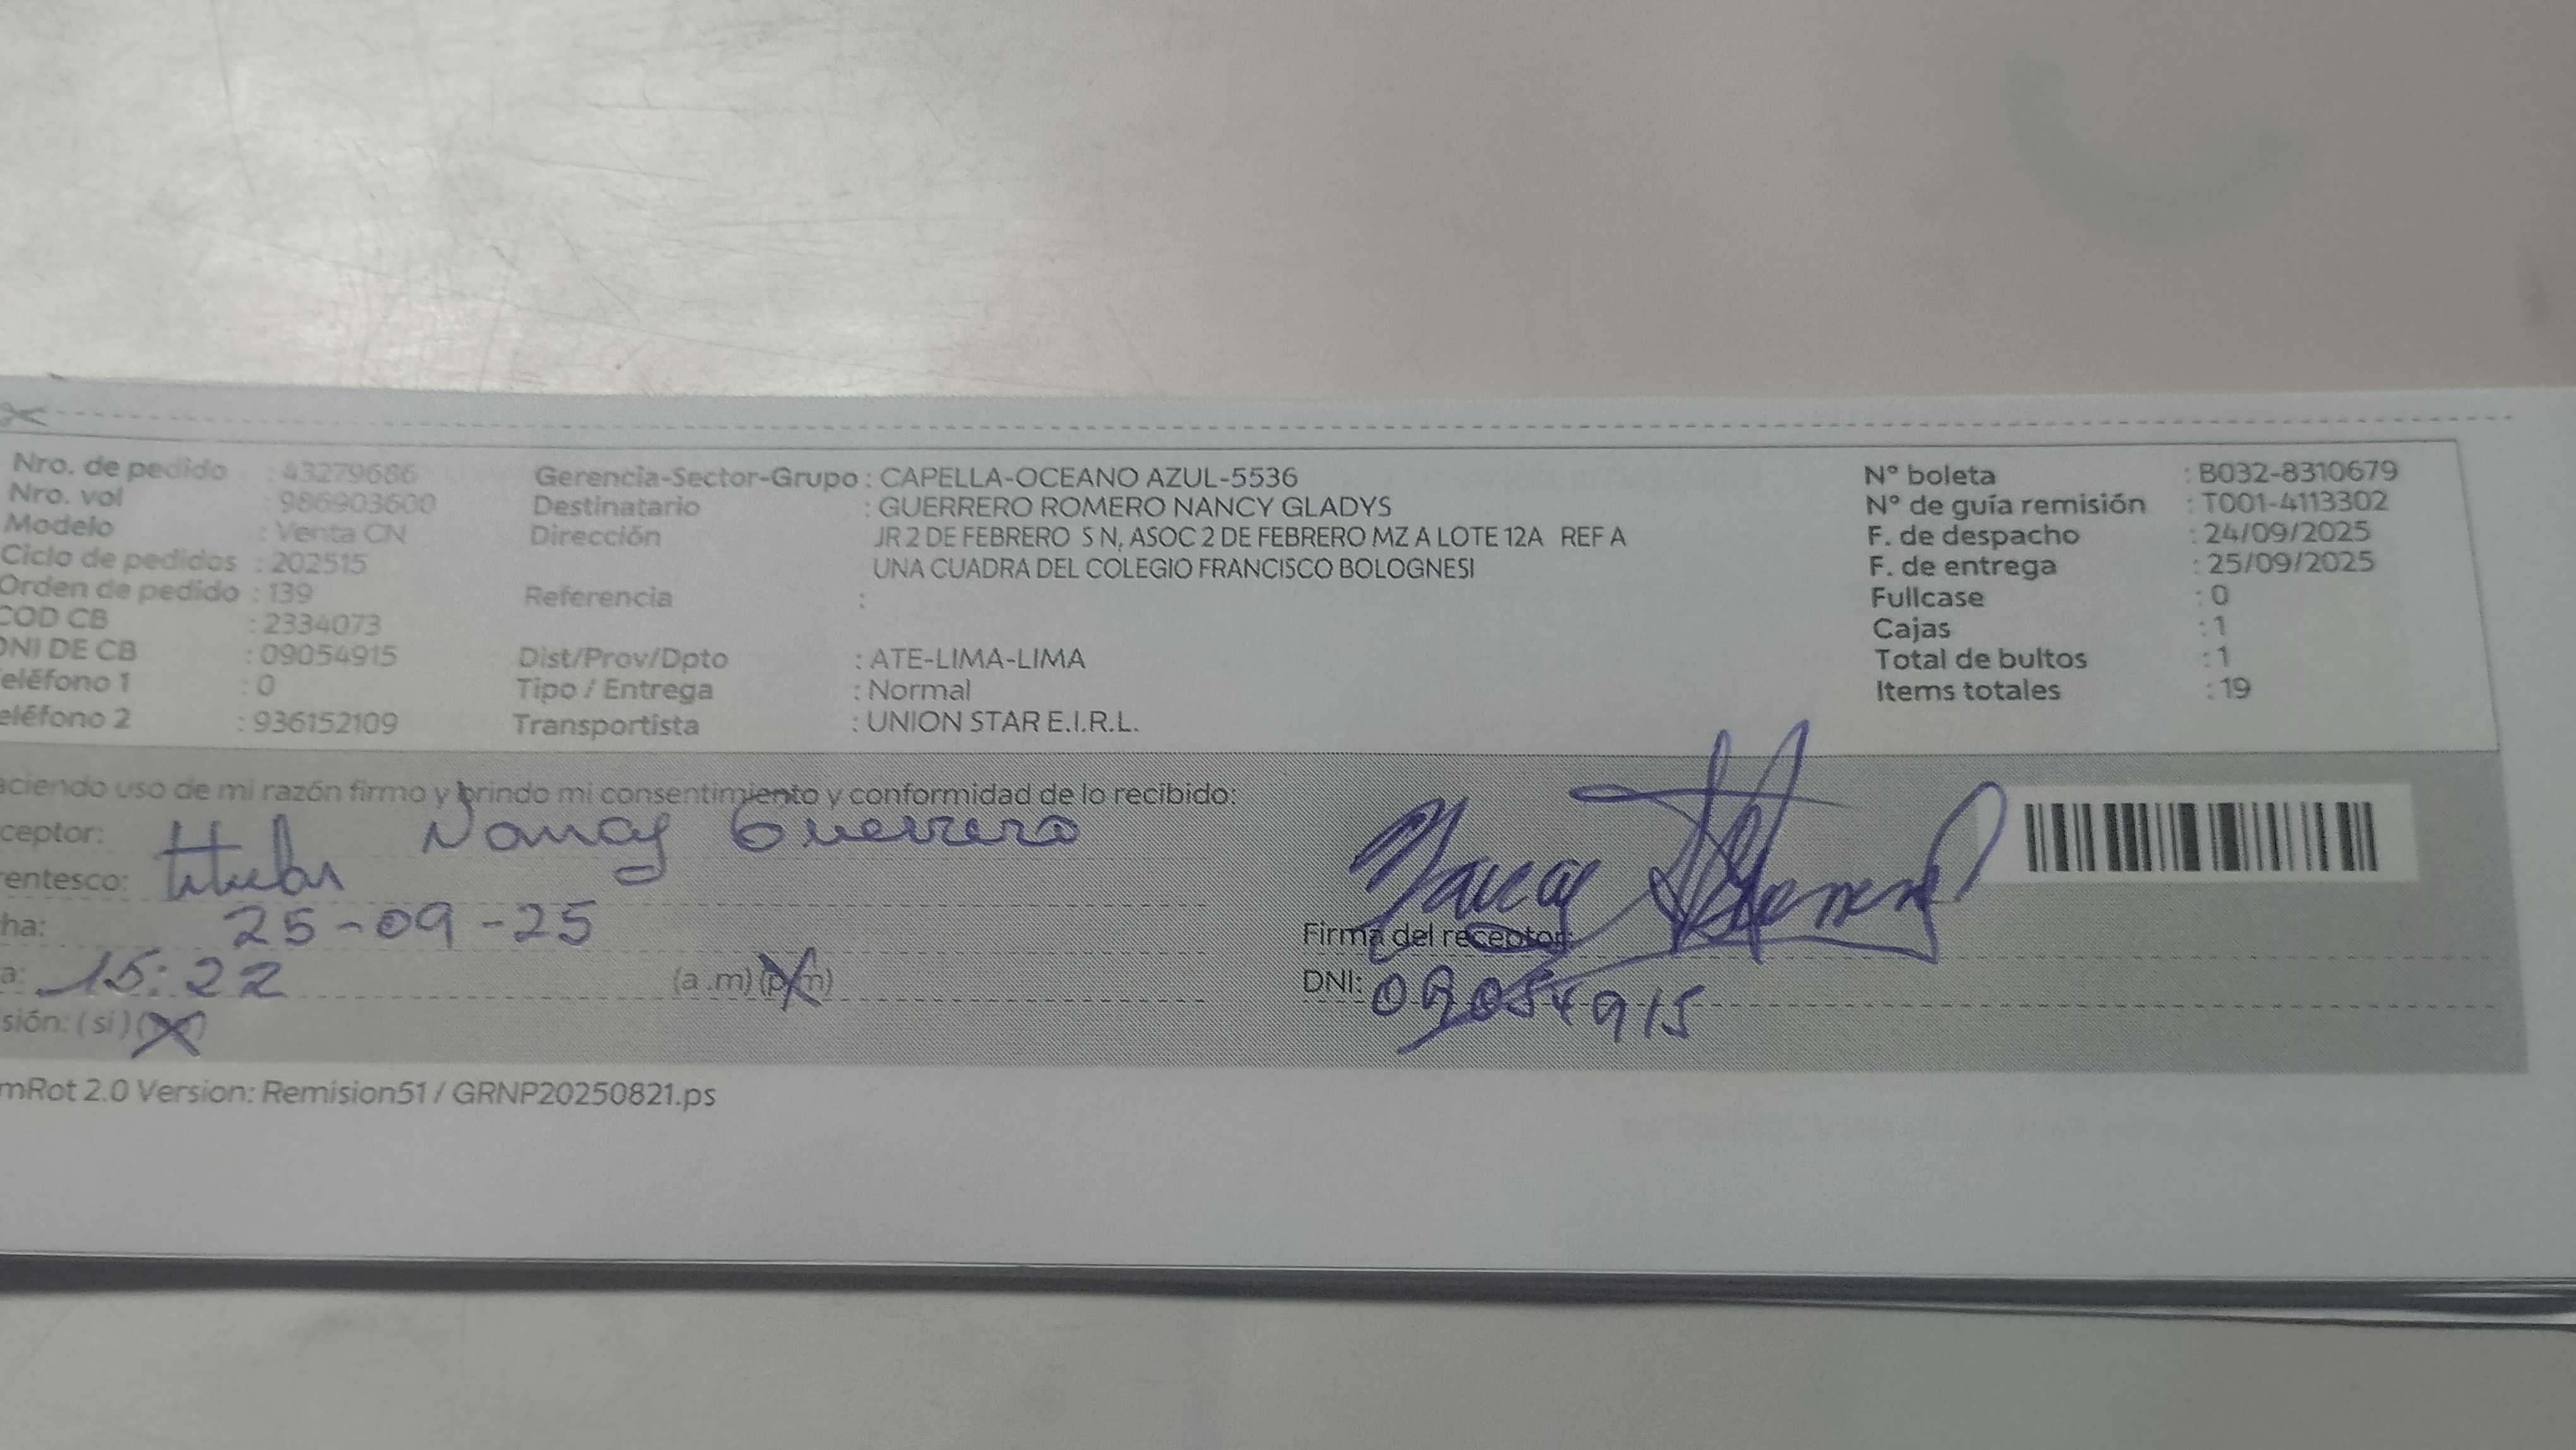 Nro. de pedido : 43279686
Nro. vol : 986903600
Modelo : Venta CN
Ciclo de pedidos : 202515
Orden de pedido : 139
COD CB : 2334073
DNI DE CB : 09054915
eléfono 1 : 0
eléfono 2 : 936152109
Gerencia-Sector-Grupo : CAPELLA-OCEANO AZUL-5536
Destinatario : GUERRERO ROMERO NANCY GLADYS
Dirección JR 2 DE FEBRERO S N, ASOC 2 DE FEBRERO MZ A LOTE 12A REF A
UNA CUADRA DEL COLEGIO FRANCISCO BOLOGNESI
Referencia :
Dist/Prov/Dpto : ATE-LIMA-LIMA
Tipo / Entrega : Normal
Transportista : UNION STAR E.I.R.L.
N° boleta : B032-8310679
N° de guía remisión : T001-4113302
F. de despacho : 24/09/2025
F. de entrega : 25/09/2025
Fullcase : 0
Cajas : 1
Total de bultos : 1
Items totales : 19
aciendo uso de mi razón firmo y brindo mi consentimiento y conformidad de lo recibido:
ceptor: Nancy Guerrero
rentesco: titular
ha: 25-09-25
a: 15:22 (a.m) (p.m)
sión: (si)
Firma del receptor:
DNI: 09054915
mRot 2.0 Version: Remision51 / GRNP20250821.ps